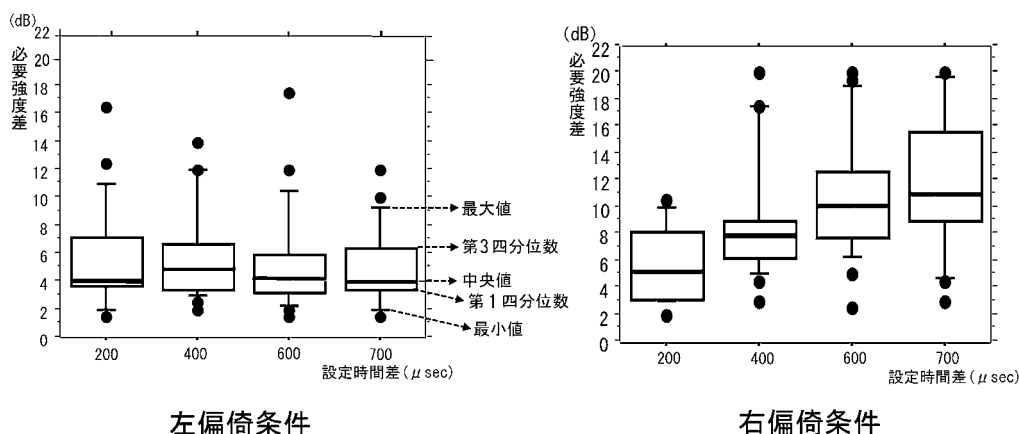 (dB)
必要強度差
22
20
18
16
14
12
10
8
6
4
2
0
200 400 600 700
設定時間差(μsec)
最大値
第3四分位数
中央値
第1四分位数
最小値
左偏倚条件
(dB)
必要強度差
22
20
18
16
14
12
10
8
6
4
2
0
200 400 600 700
設定時間差(μsec)
右偏倚条件